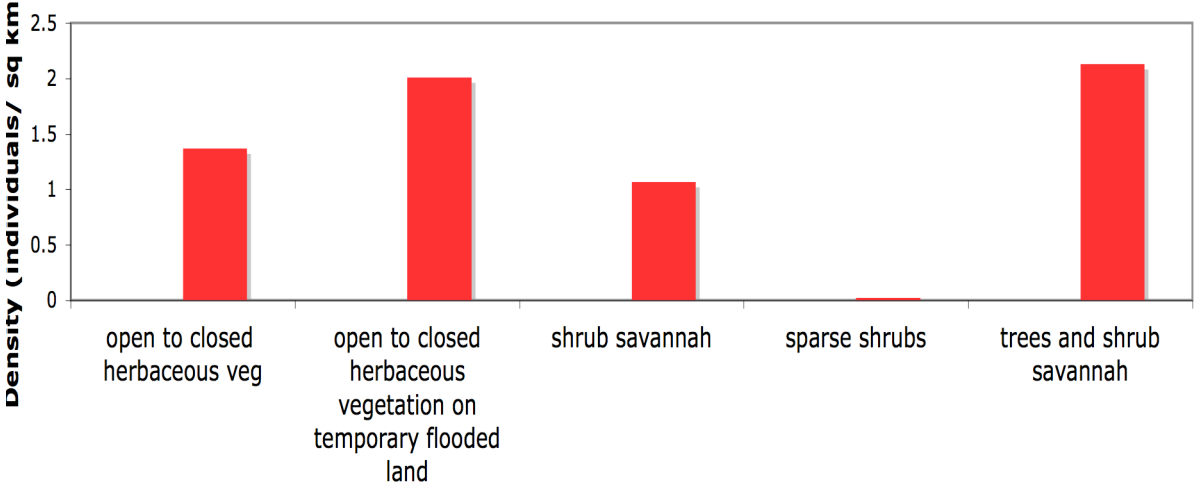 Density (individuals/ sq km
2.5
2
1.5
1
0.5
0
open to closed
herbaceous veg
open to closed
herbaceous
vegetation on
temporary flooded
land
shrub savannah
sparse shrubs
trees and shrub
savannah